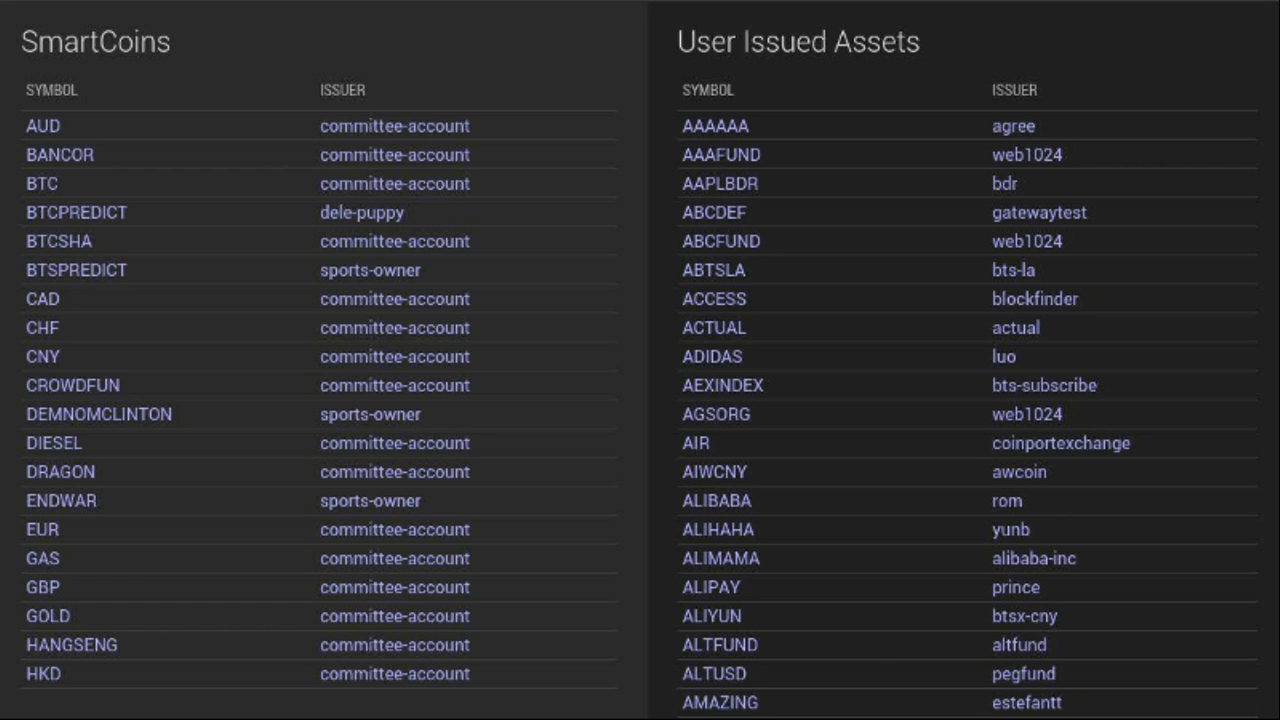 SmartCoins
SYMBOL ISSUER
AUD committee-account
BANCOR committee-account
BTC committee-account
BTCPREDICT dele-puppy
BTCSHA committee-account
BTSPREDICT sports-owner
CAD committee-account
CHF committee-account
CNY committee-account
CROWDFUN committee-account
DEMNOMCLINTON sports-owner
DIESEL committee-account
DRAGON committee-account
ENDWAR sports-owner
EUR committee-account
GAS committee-account
GBP committee-account
GOLD committee-account
HANGSENG committee-account
HKD committee-account
User Issued Assets
SYMBOL ISSUER
AAAAAA agree
AAAFUND web1024
AAPLBDR bdr
ABCDEF gatewaytest
ABCFUND web1024
ABTSLA bts-la
ACCESS blockfinder
ACTUAL actual
ADIDAS luo
AEXINDEX bts-subscribe
AGSORG web1024
AIR coinportexchange
AIWCNY awcoin
ALIBABA rom
ALIHAHA yunb
ALIMAMA alibaba-inc
ALIPAY prince
ALIYUN btsx-cny
ALTFUND altfund
ALTUSD pegfund
AMAZING estefantt